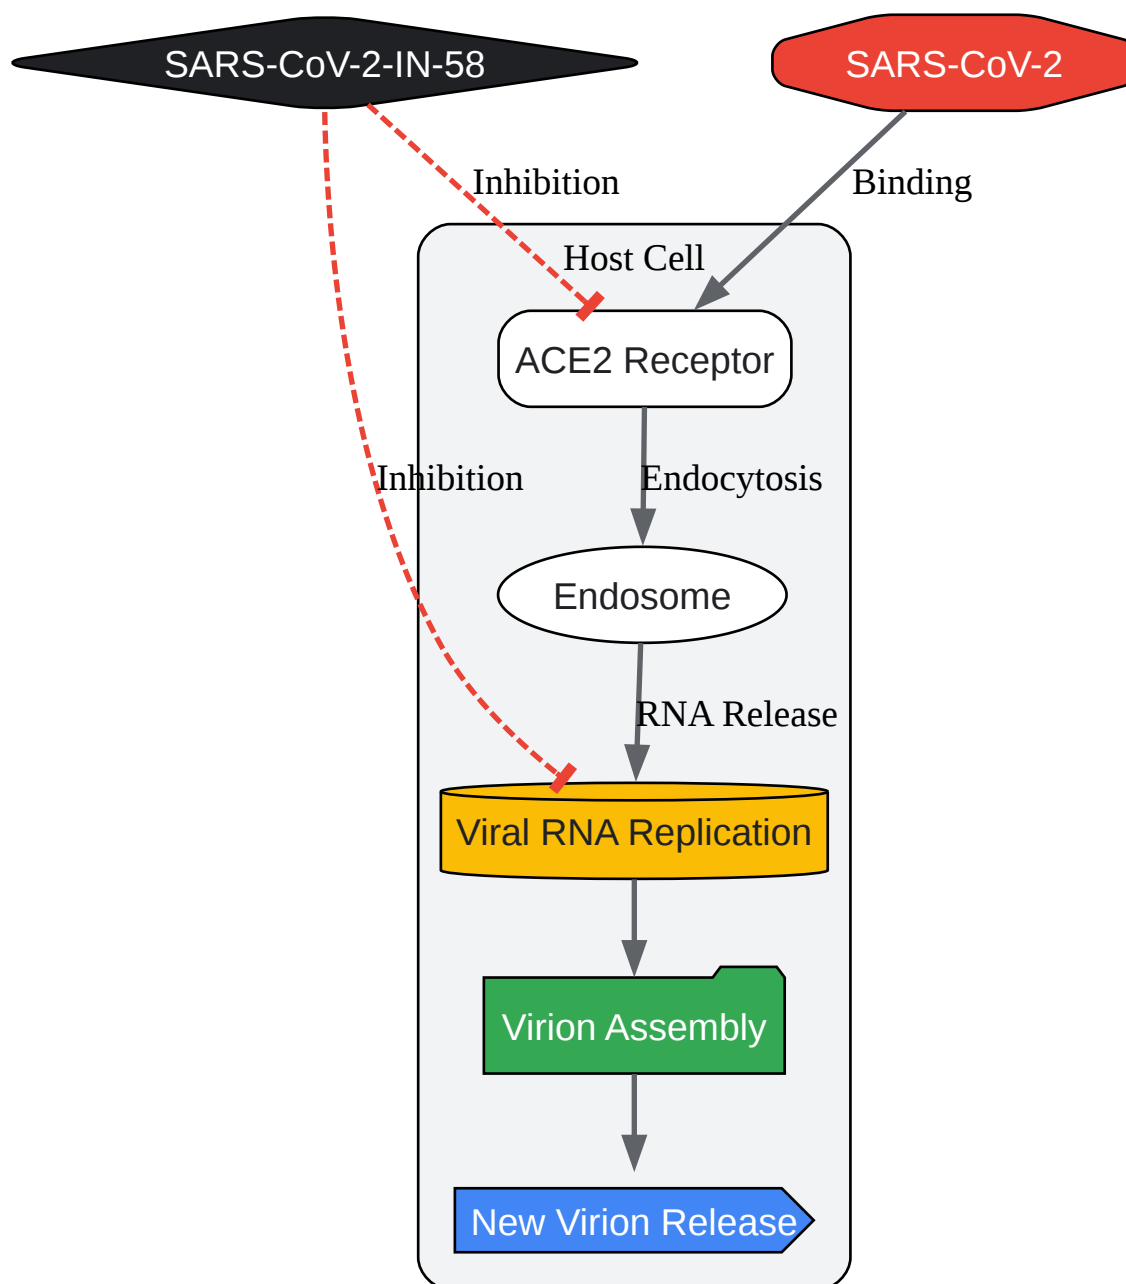 SARS-CoV-2-IN-58
SARS-CoV-2
Inhibition
Binding
Host Cell
ACE2 Receptor
Inhibition
Endocytosis
Endosome
RNA Release
Viral RNA Replication
Virion Assembly
New Virion Release